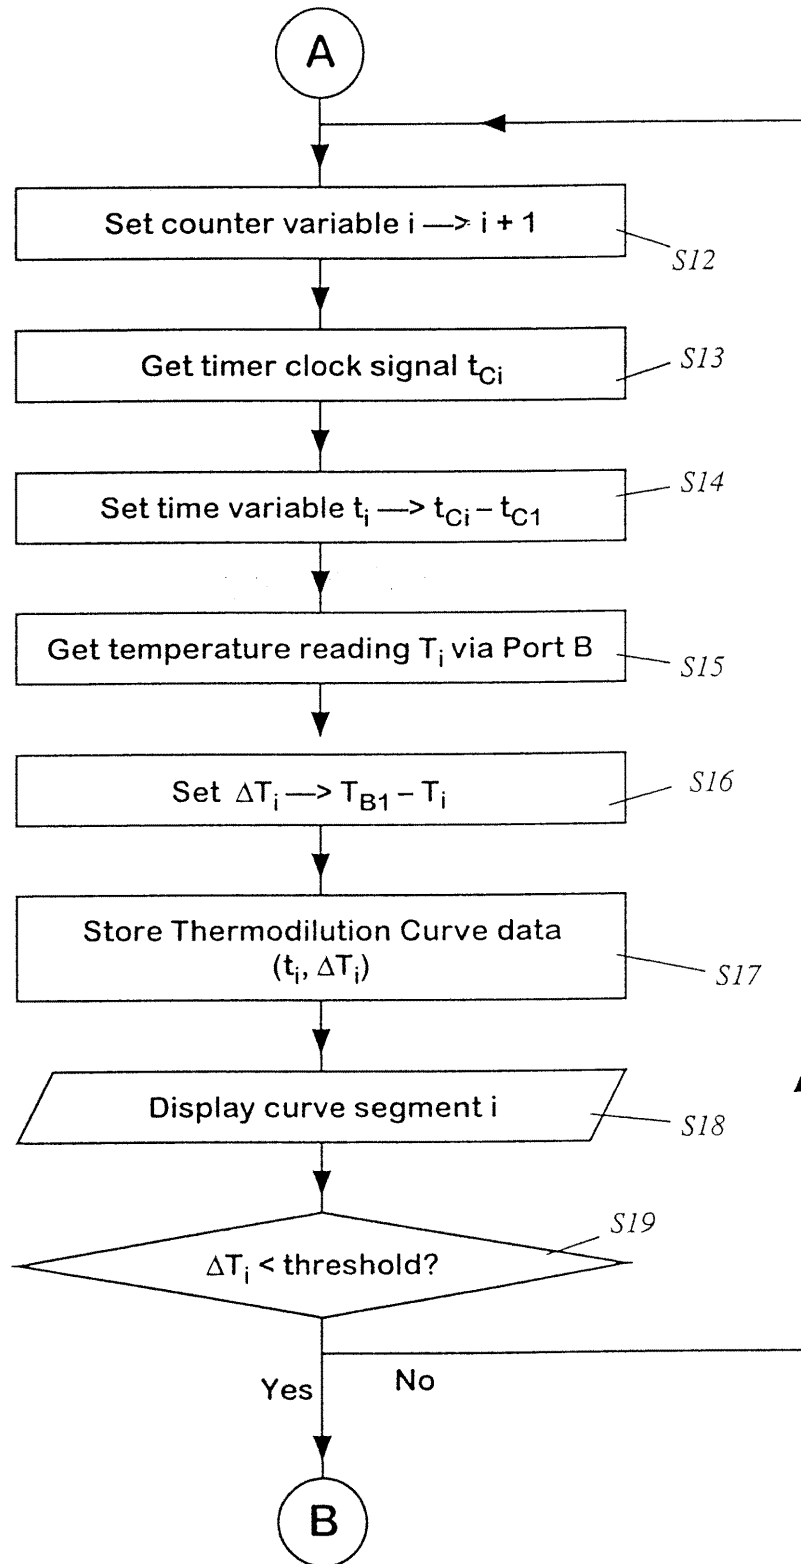 A
Set counter variable i —> i + 1
S12
Get timer clock signal tCi
S13
Set time variable ti —> tCi – tC1
S14
Get temperature reading Ti via Port B
S15
Set ΔTi —> TB1 – Ti
S16
Store Thermodilution Curve data
(ti, ΔTi)
S17
Display curve segment i
S18
S19
ΔTi < threshold?
Yes
No
B